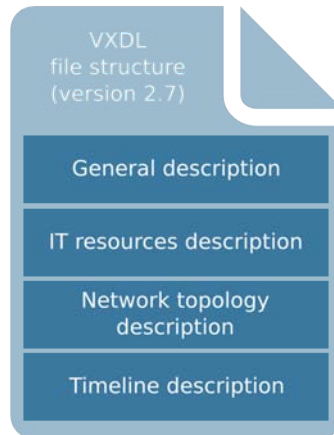 VXDL
file structure
(version 2.7)
General description
IT resources description
Network topology
description
Timeline description